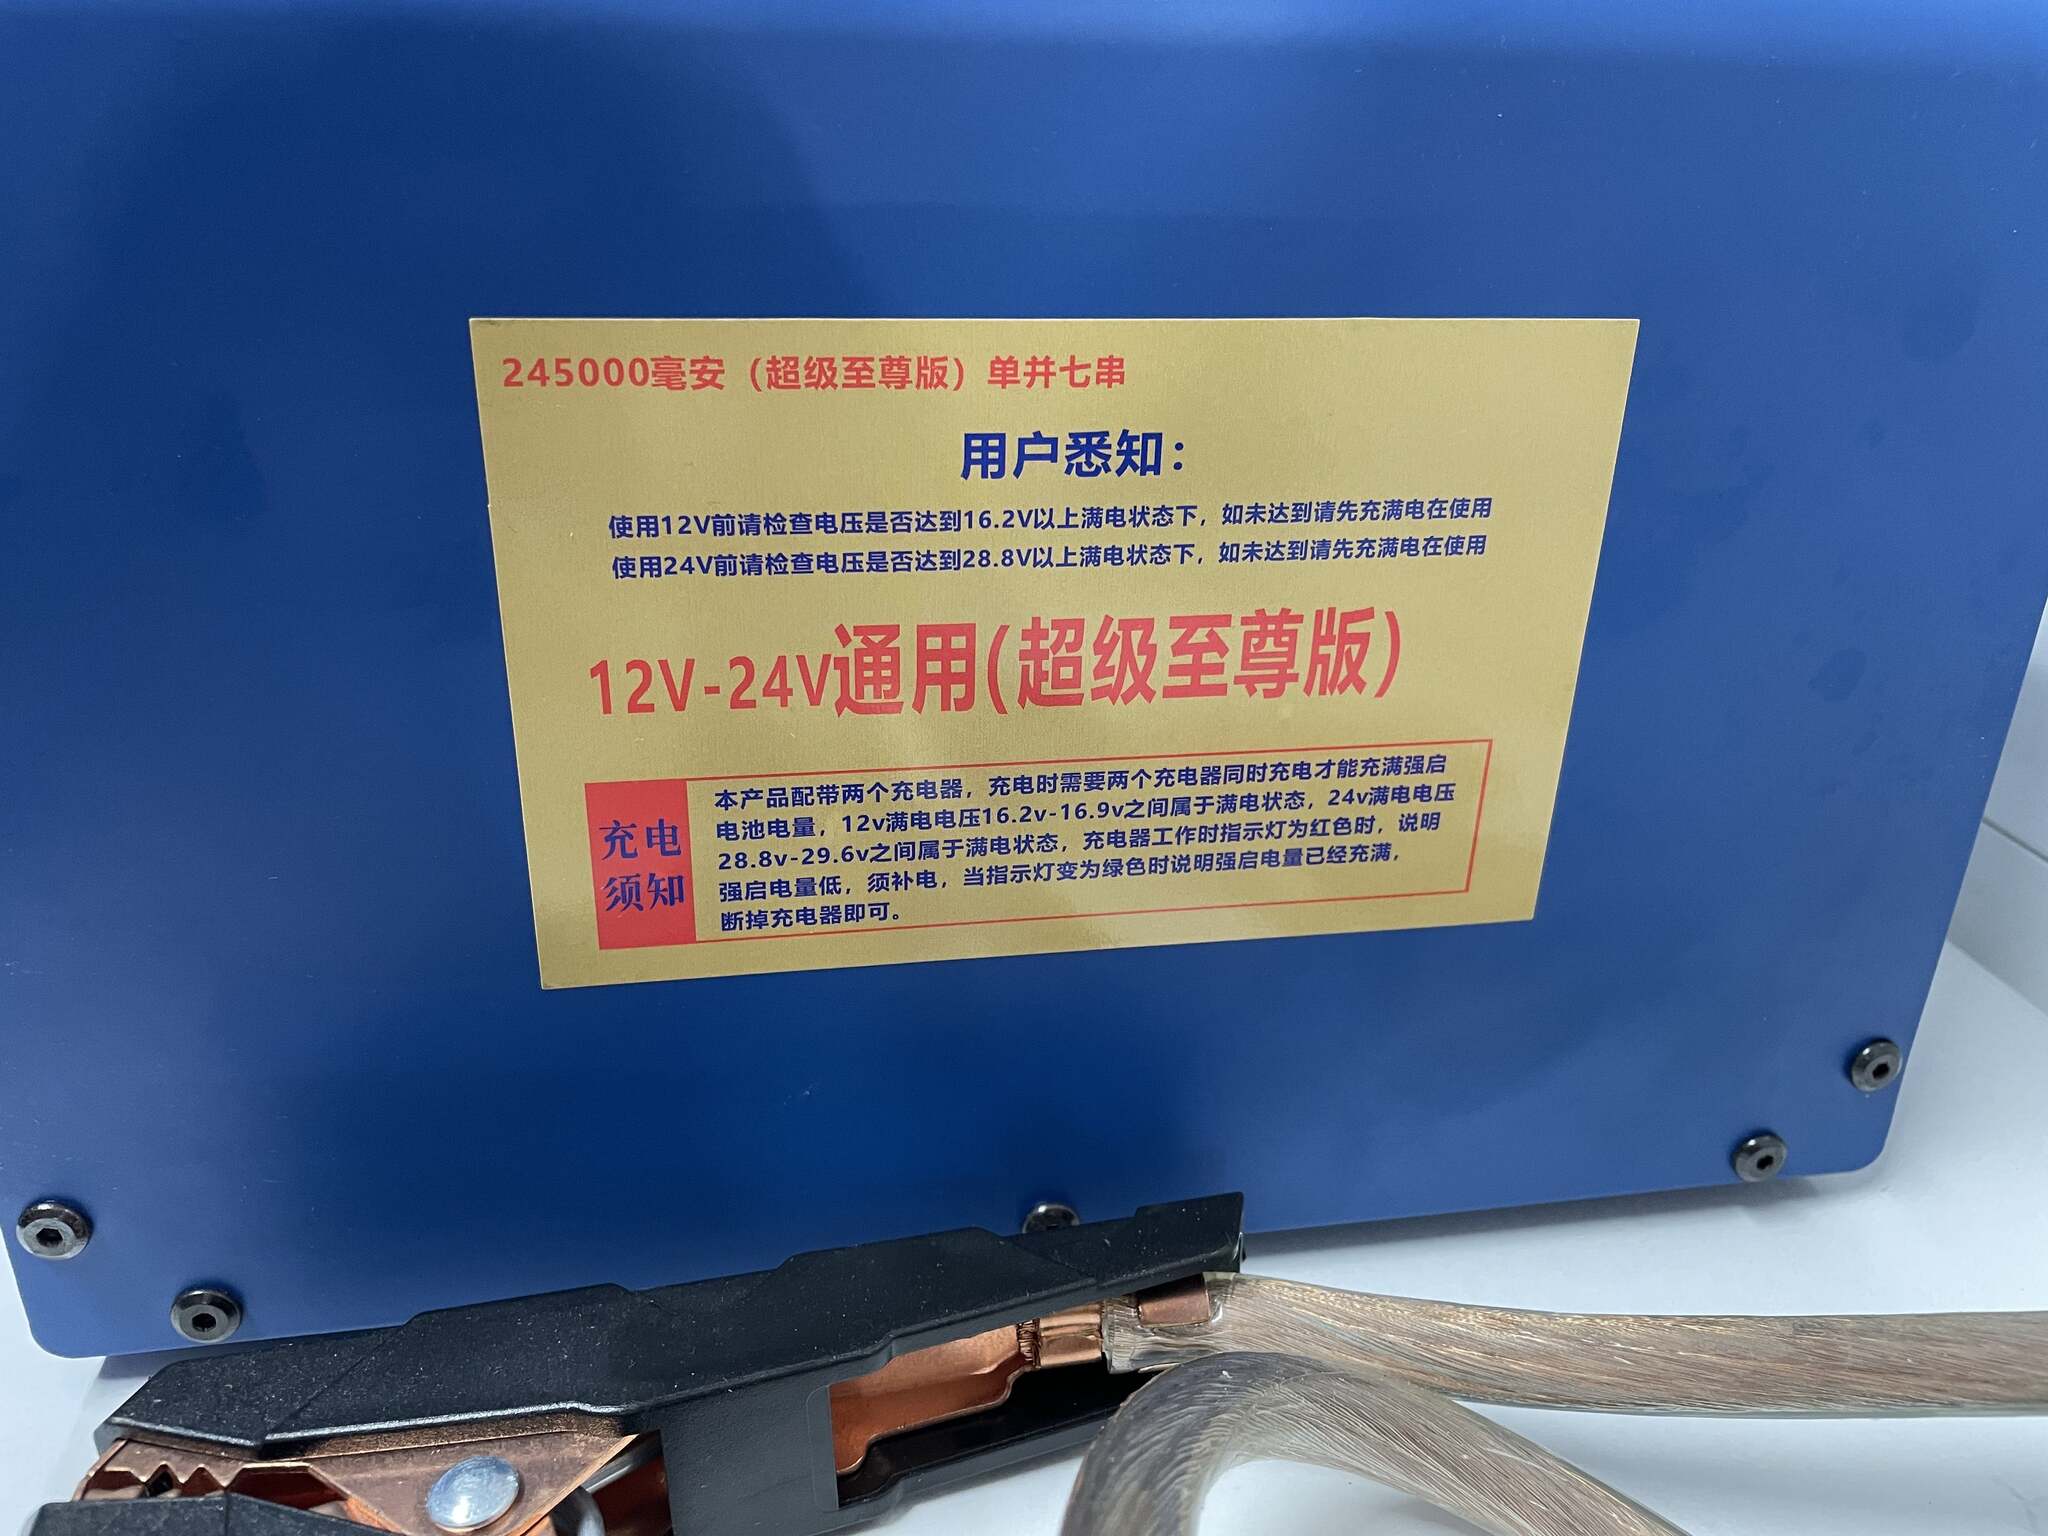 245000毫安（超级至尊版）单并七串
用户悉知：
使用12V前请检查电压是否达到16.2V以上满电状态下，如未达到请先充满电在使用
使用24V前请检查电压是否达到28.8V以上满电状态下，如未达到请先充满电在使用
12V-24V通用(超级至尊版)
充电
须知
本产品配带两个充电器，充电时需要两个充电器同时充电才能充满强启
电池电量，12v满电电压16.2v-16.9v之间属于满电状态，24v满电电压
28.8v-29.6v之间属于满电状态，充电器工作时指示灯为红色时，说明
强启电量低，须补电，当指示灯变为绿色时说明强启电量已经充满，
断掉充电器即可。